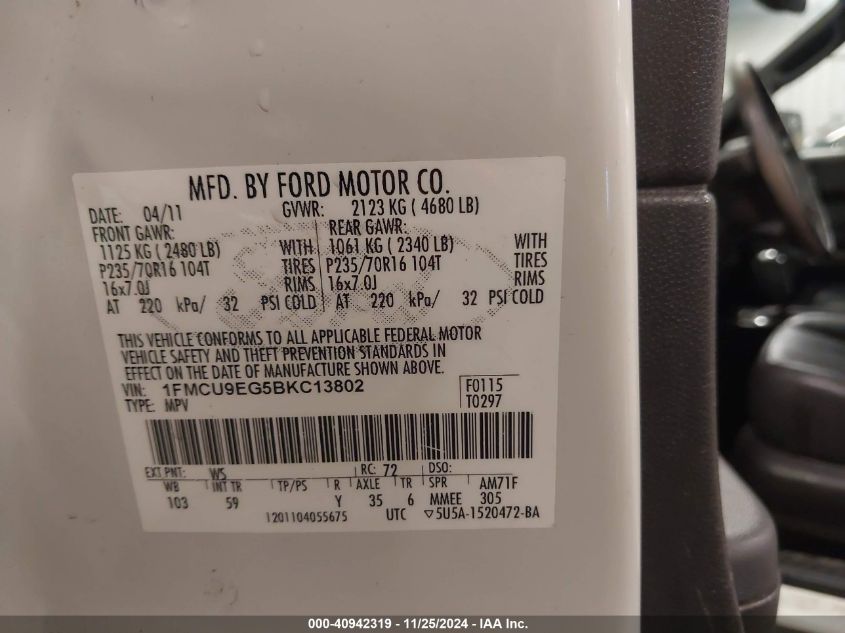 MFD. BY FORD MOTOR CO.
DATE: 04/11 GVWR: 2123 KG ( 4680 LB)
FRONT GAWR: REAR GAWR:
1125 KG ( 2480 LB) WITH 1061 KG ( 2340 LB) WITH
P235/70R16 104T TIRES P235/70R16 104T TIRES
16x7.0J RIMS 16x7.0J RIMS
AT 220 kPa/ 32 PSI COLD AT 220 kPa/ 32 PSI COLD
THIS VEHICLE CONFORMS TO ALL APPLICABLE FEDERAL MOTOR
VEHICLE SAFETY AND THEFT PREVENTION STANDARDS IN
EFFECT ON THE DATE OF MANUFACTURE SHOWN ABOVE.
VIN: 1FMCU9EG5BKC13802 F0115
TYPE: MPV T0297
EXT PNT: WS RC: 72 DSO:
WB INT TR TP/PS R AXLE TR SPR AM71F
103 59 Y 35 6 MMEE 305
1201104055675 UTC ▽5U5A-1520472-BA
000-40942319 - 11/25/2024 - IAA Inc.